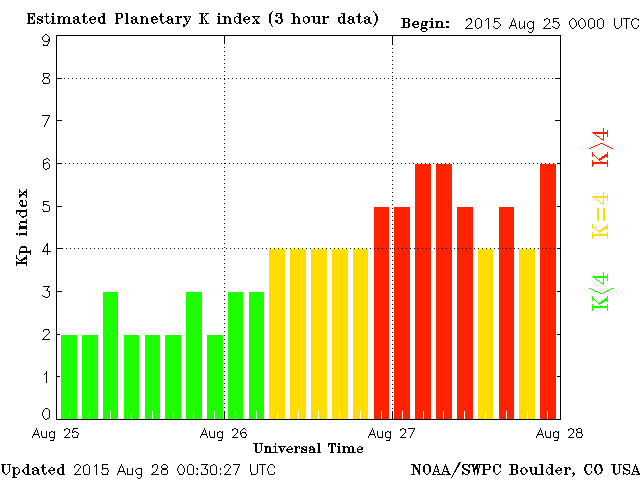 Estimated Planetary K index (3 hour data) Begin: 2015 Aug 25 0000 UTC
9
8
7
6
5
4
3
2
1
0
Kp index
K>4
K=4
K<4
Aug 25 Aug 26 Aug 27 Aug 28
Universal Time
Updated 2015 Aug 28 00:30:27 UTC NOAA/SWPC Boulder, CO USA